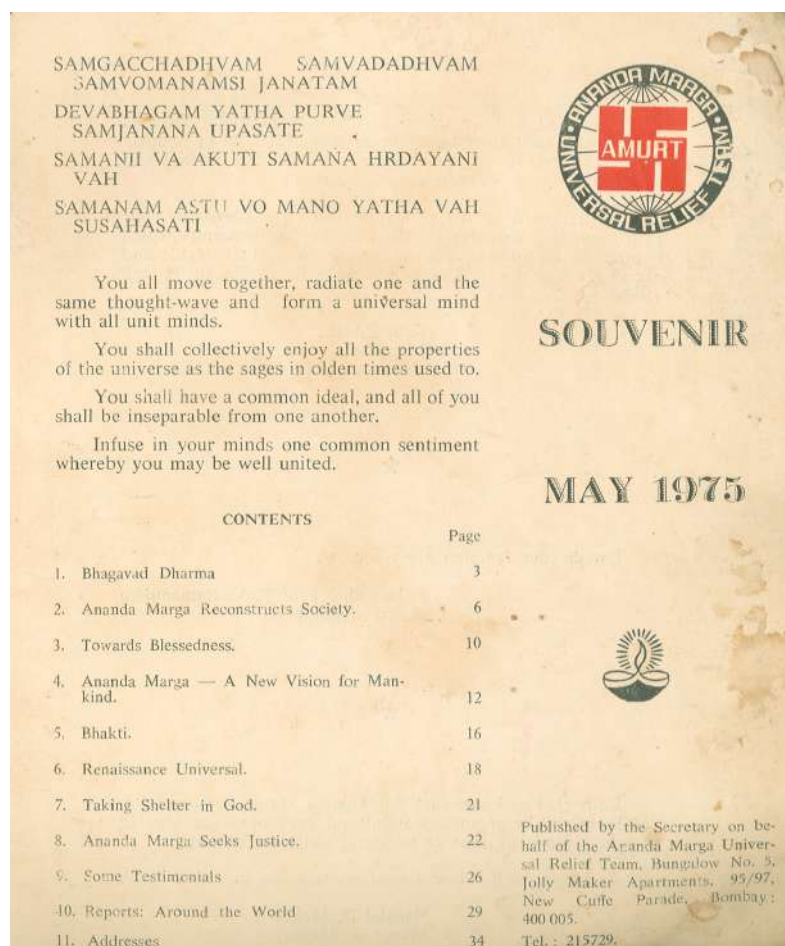 SAMGACCHADHVAM SAMVADADHVAM
SAMVOMANAMSI JANATAM
DEVABHAGAM YATHA PURVE
SAMJANANA UPASATE
SAMANII VA AKUTI SAMANA HRDAYANI
VAH
SAMANAM ASTU VO MANO YATHA VAH
SUSAHASATI
You all move together, radiate one and the
same thought-wave and form a universal mind
with all unit minds.
You shall collectively enjoy all the properties
of the universe as the sages in olden times used to.
You shall have a common ideal, and all of you
shall be inseparable from one another.
Infuse in your minds one common sentiment
whereby you may be well united.
CONTENTS
Page
1. Bhagavad Dharma 3
2. Ananda Marga Reconstructs Society. 6
3. Towards Blessedness. 10
4. Ananda Marga — A New Vision for Man-
kind. 12
5. Bhakti. 16
6. Renaissance Universal. 18
7. Taking Shelter in God. 21
8. Ananda Marga Seeks Justice. 22
9. Some Testimonials 26
10. Reports: Around the World 29
11. Addresses 34
ANANDA MARGA • UNIVERSAL RELIEF TEAM •
AMURT
SOUVENIR
MAY 1975
Published by the Secretary on be-
half of the Ananda Marga Univer-
sal Relief Team, Bungalow No. 5,
Jolly Maker Apartments, 95/97,
New Cuffe Parade, Bombay:
400 005.
Tel. : 215729.